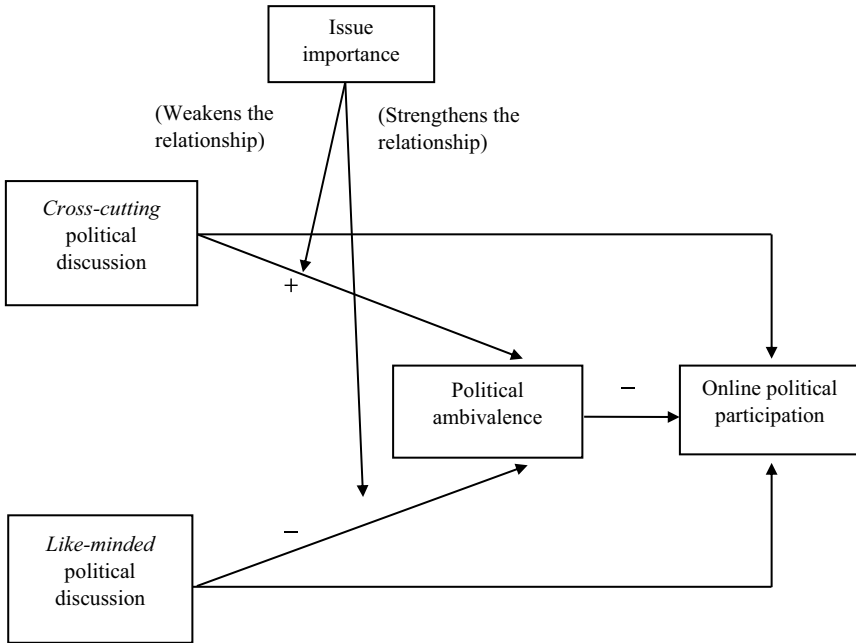 Issue
importance
(Weakens the
relationship)
(Strengthens the
relationship)
Cross-cutting
political
discussion
+
Political
ambivalence
–
Online political
participation
–
Like-minded
political
discussion